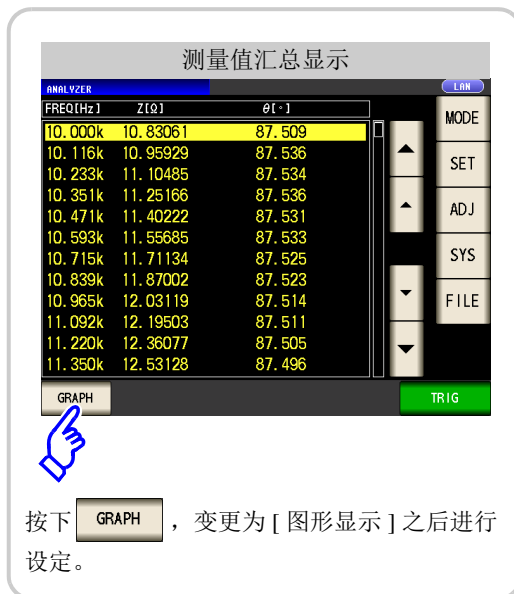 测量值汇总显示
ANALYZER LAN
FREQ[Hz] Z[Ω] θ[°]
10.000k 10.83061 87.509
10.116k 10.95929 87.536
10.233k 11.10485 87.534
10.351k 11.25166 87.536
10.471k 11.40222 87.531
10.593k 11.55685 87.533
10.715k 11.71134 87.525
10.839k 11.87002 87.523
10.965k 12.03119 87.514
11.092k 12.19503 87.511
11.220k 12.36077 87.505
11.350k 12.53128 87.496
MODE
SET
ADJ
SYS
FILE
GRAPH
TRIG
按下 GRAPH ，变更为 [ 图形显示 ] 之后进行
设定。